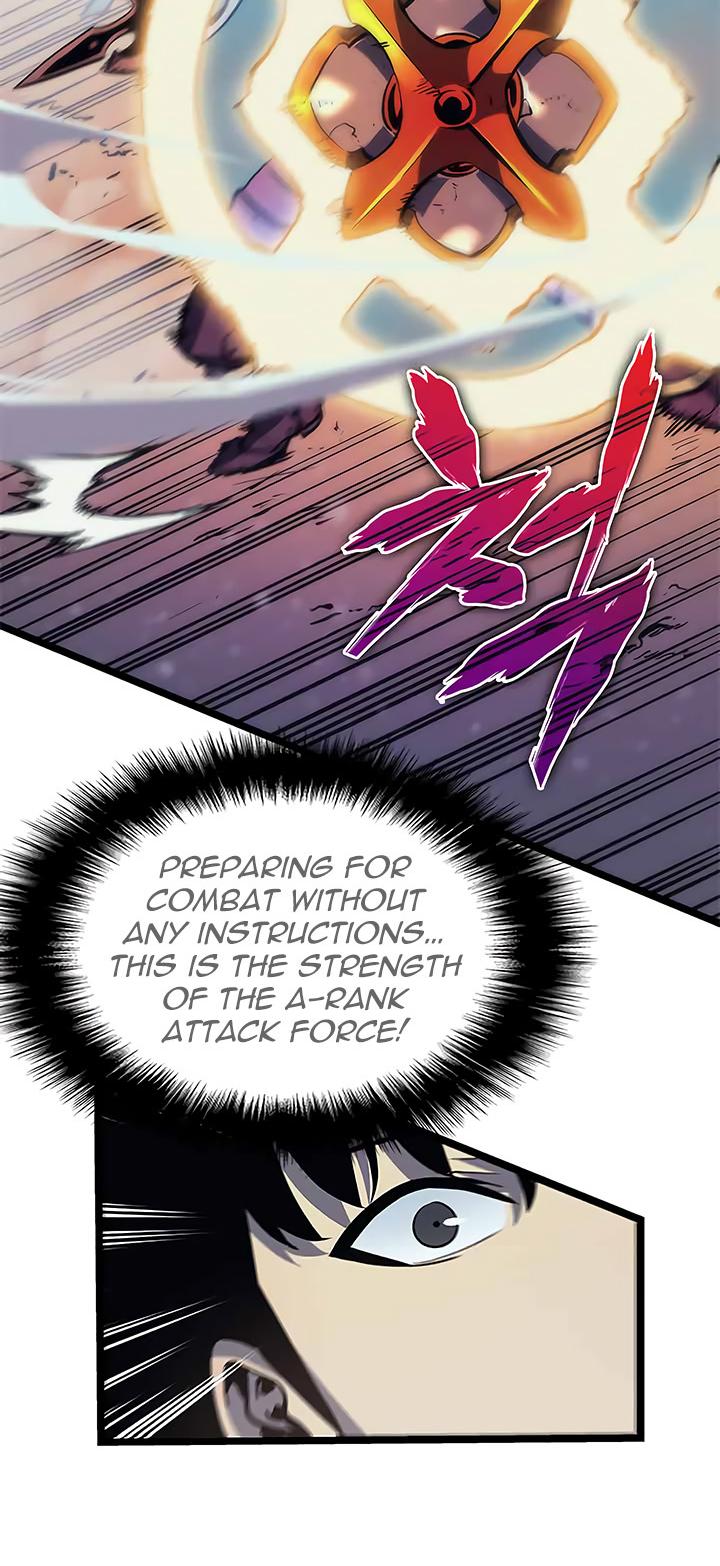 척
PREPARING FOR
COMBAT WITHOUT
ANY INSTRUCTIONS...
THIS IS THE STRENGTH
OF THE A-RANK
ATTACK FORCE!